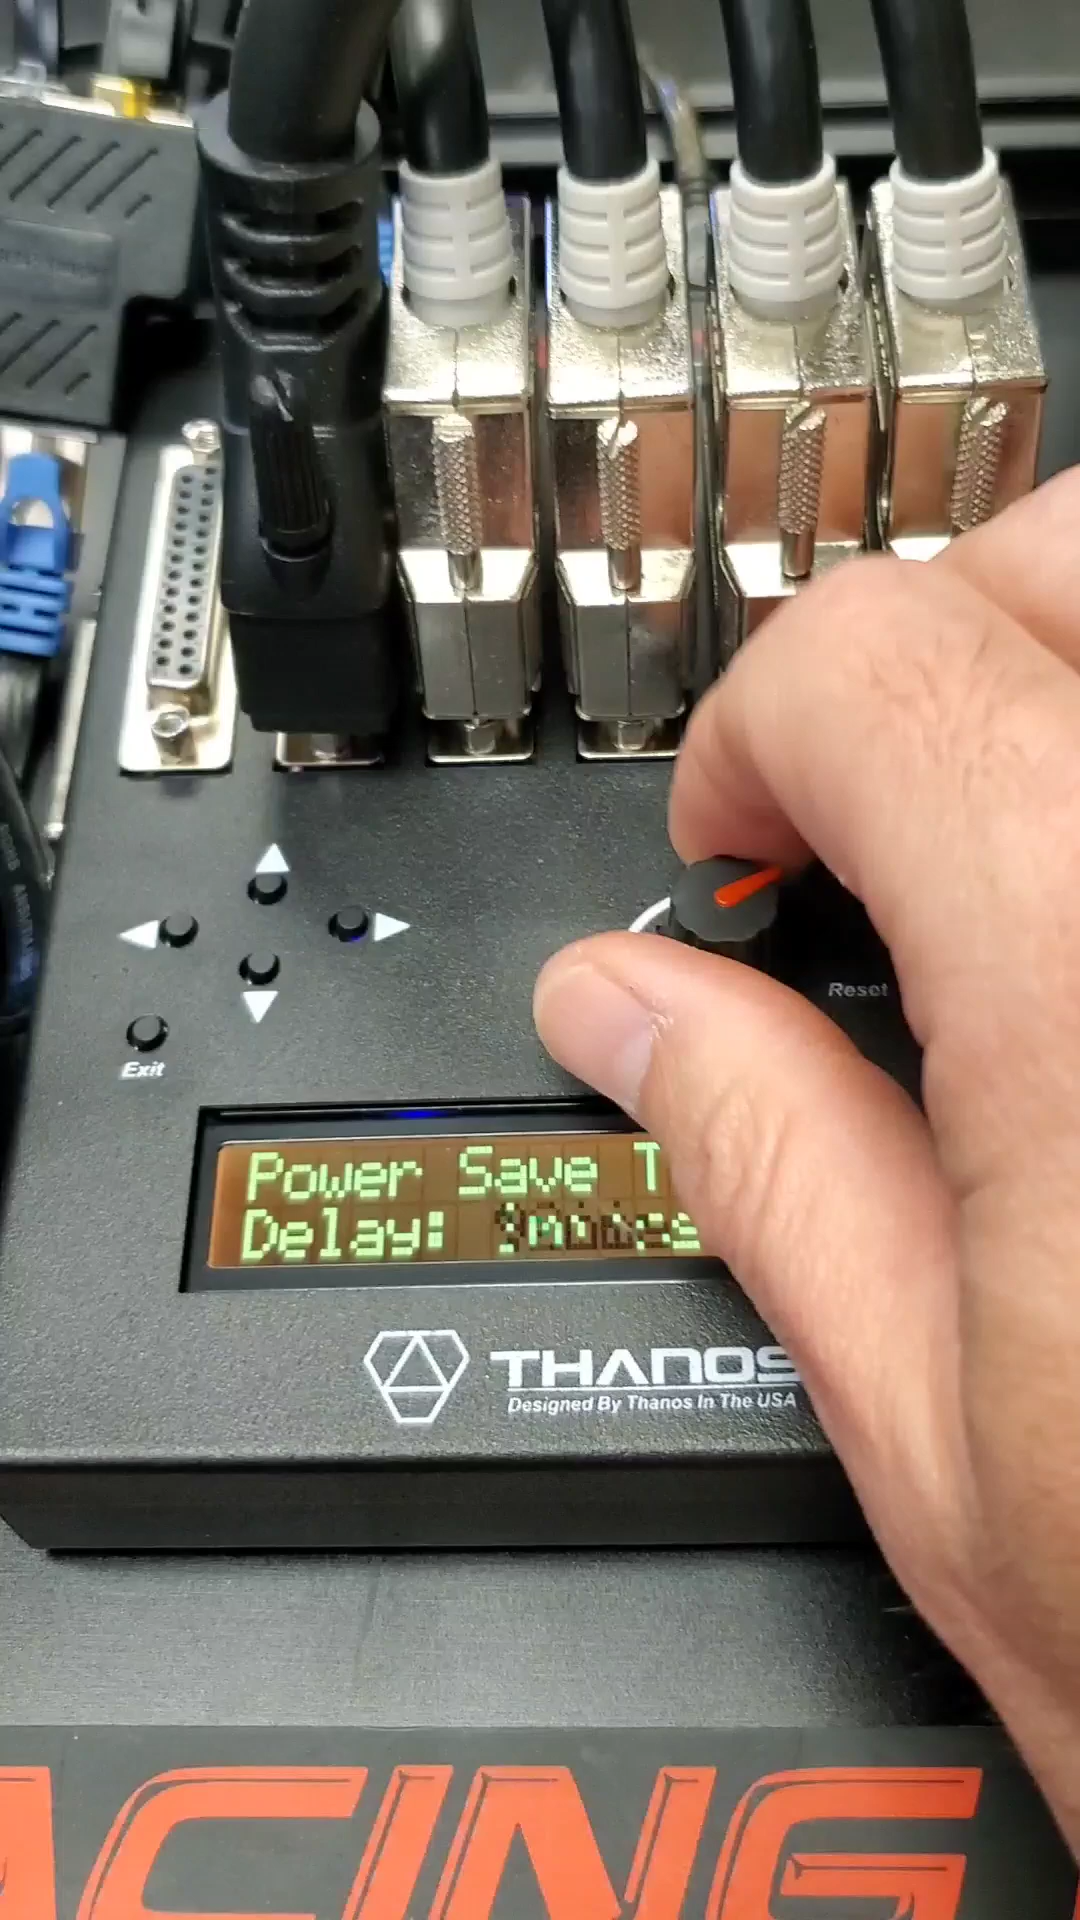 Reset
Exit
Power Save T
Delay:
THANOS
Designed By Thanos In The USA
ACING